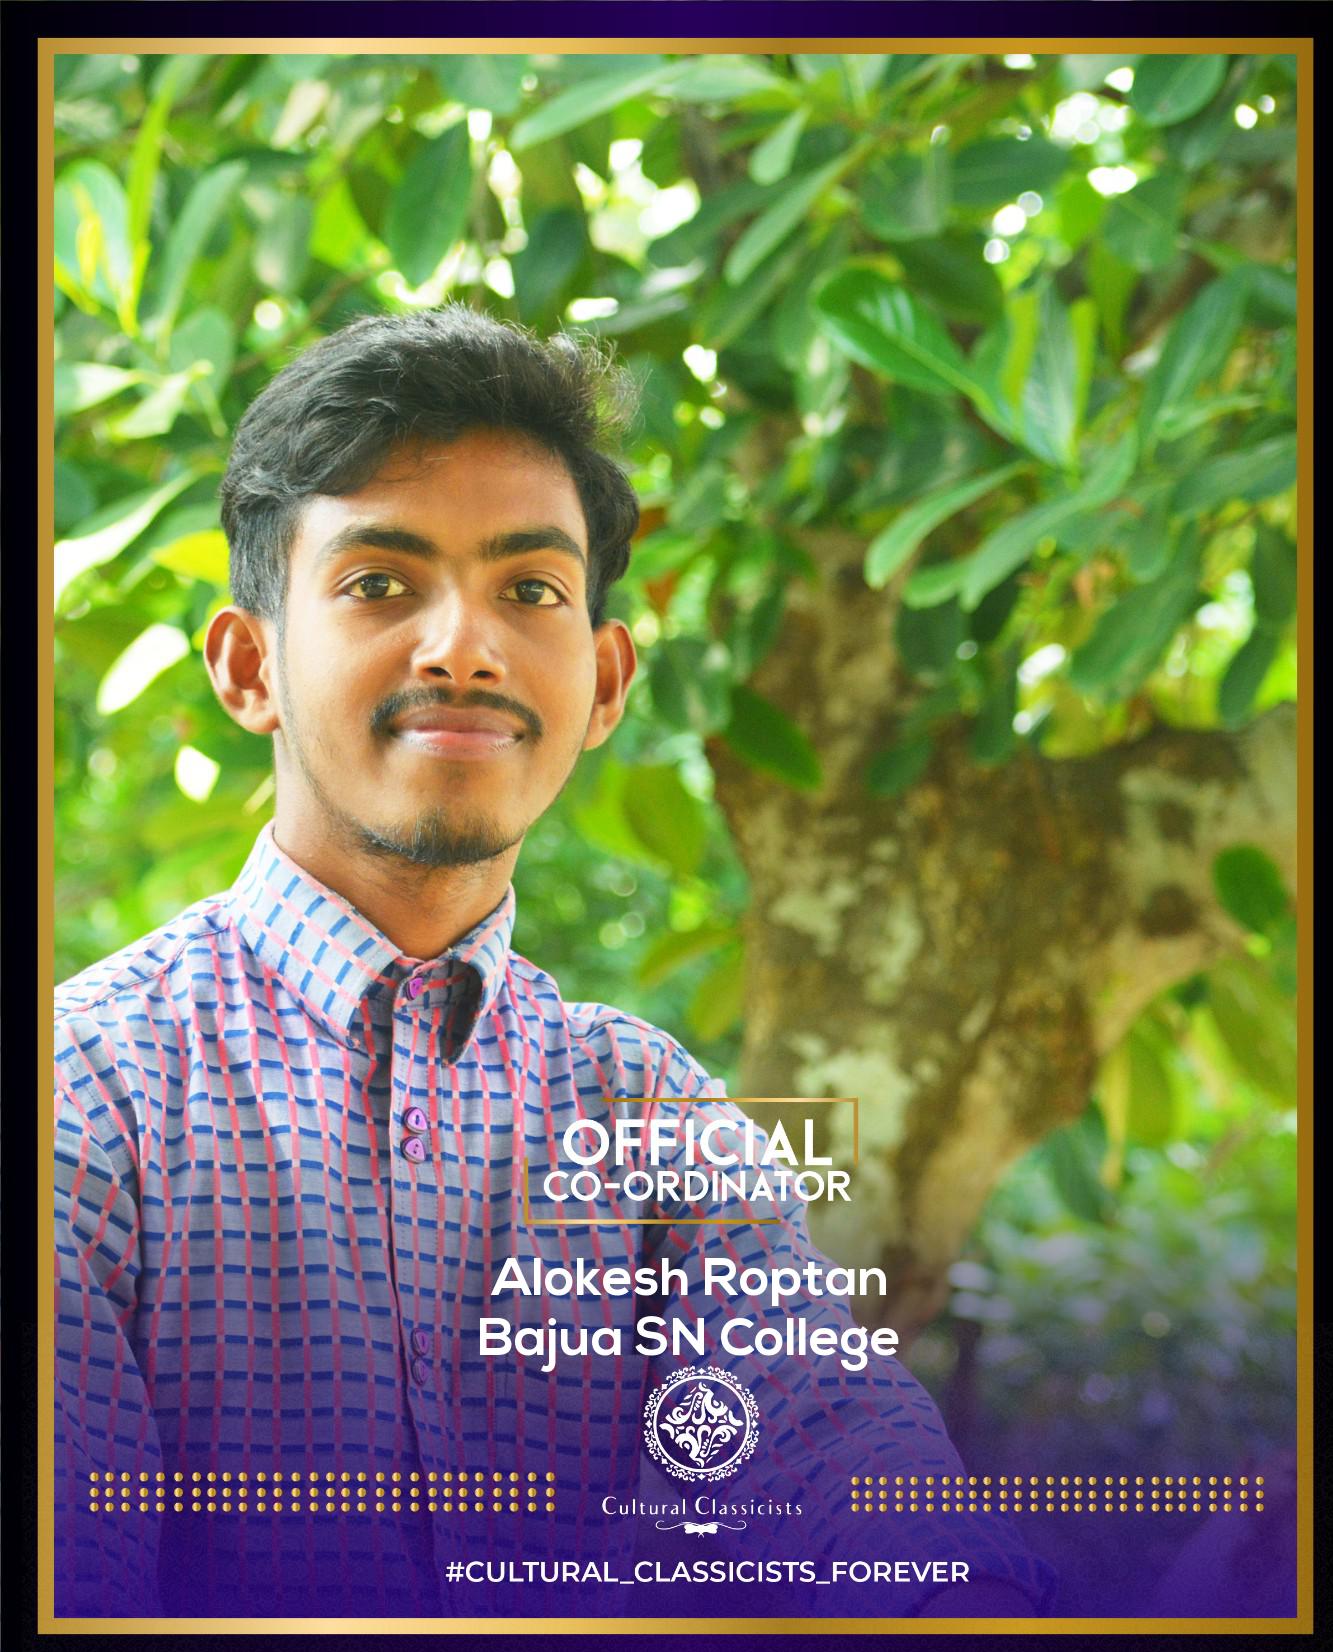 OFFICIAL
CO-ORDINATOR
Alokesh Roptan
Bajua SN College
Cultural Classicists
#CULTURAL_CLASSICISTS_FOREVER